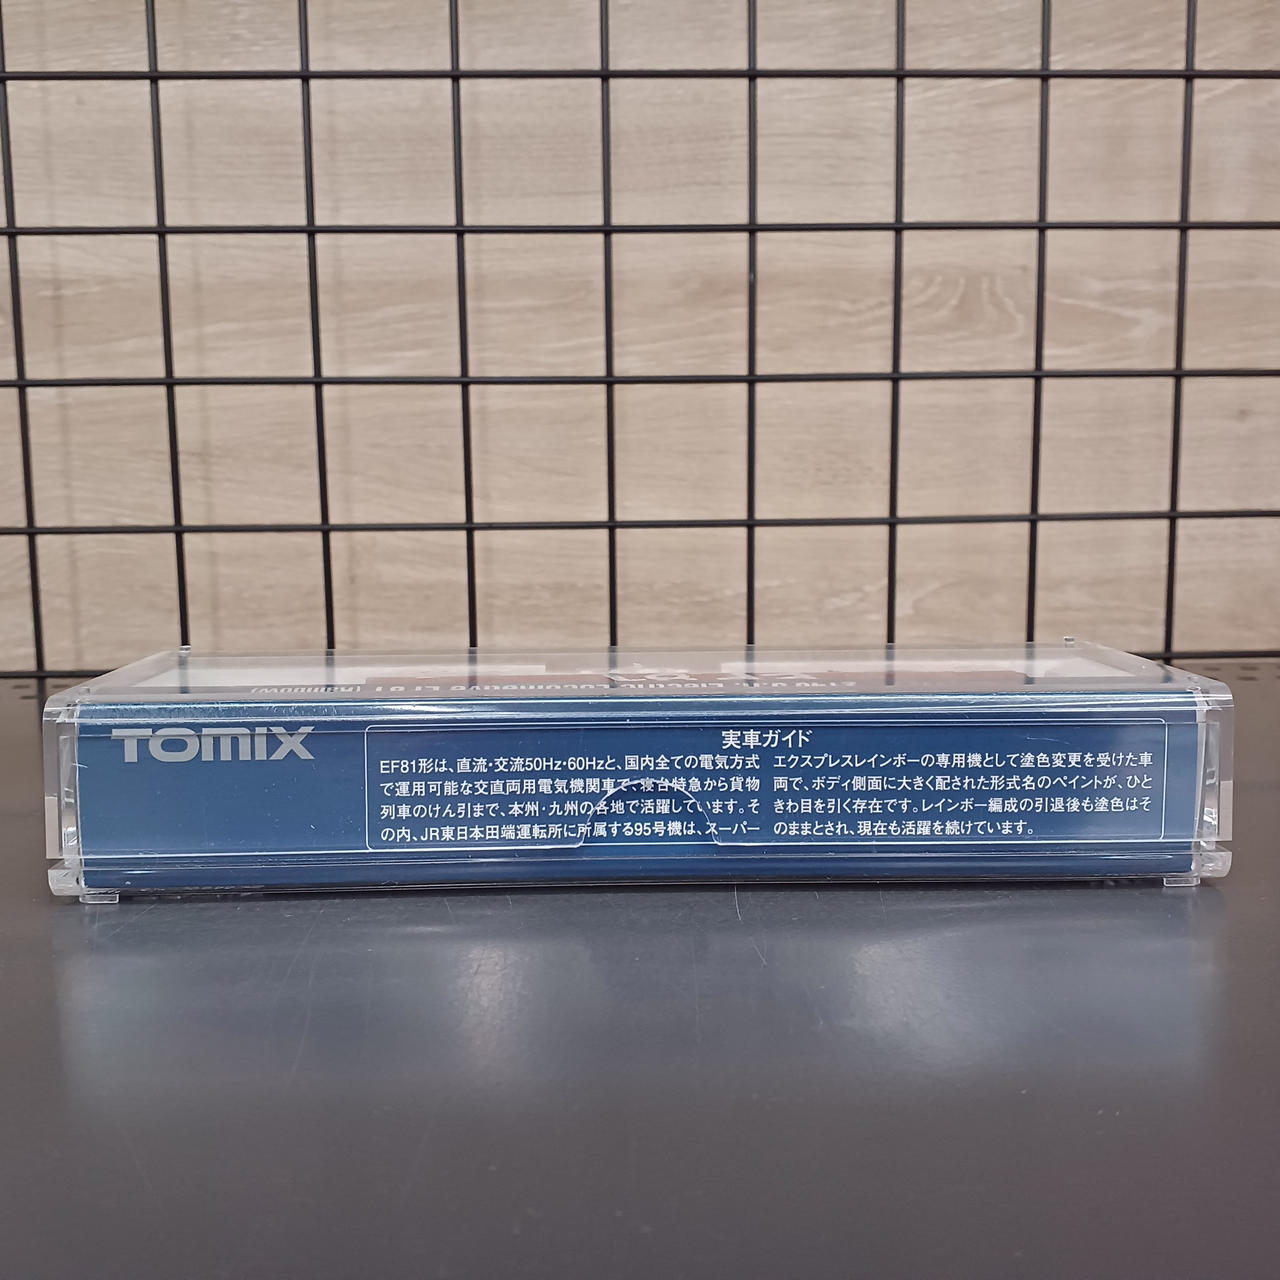 TOMIX
実車ガイド
EF81形は、直流・交流50Hz・60Hzと、国内全ての電気方式
で運用可能な交直両用電気機関車で、寝台特急から貨物
列車のけん引まで、本州・九州の各地で活躍しています。そ
の内、JR東日本田端運転所に所属する95号機は、スーパー
エクスプレスレインボーの専用機として塗色変更を受けた車
両で、ボディ側面に大きく配された形式名のペイントが、ひと
きわ目を引く存在です。レインボー編成の引退後も塗色はそ
のままとされ、現在も活躍を続けています。